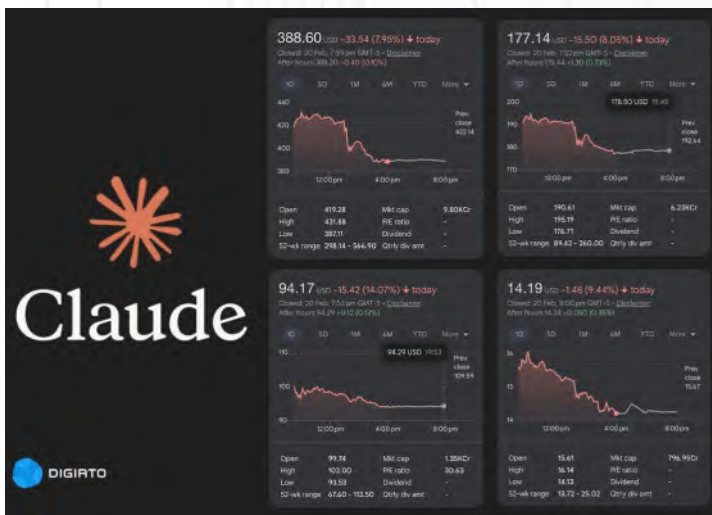 Claude
DIGIATO
388.60 USD -33.54 (7.95%) ↓ today
Closed: 20 Feb, 7:59 pm GMT-5 • Disclaimer
After hours 388.20 -0.40 (0.10%)
1D 5D 1M 6M YTD More
440
420
400
380
Prev close 422.14
12:00 pm 4:00 pm 8:00 pm
Open 419.28 Mkt cap 9.80KCr
High 431.88 P/E ratio -
Low 387.11 Dividend -
52-wk range 298.14 - 566.90 Qtrly div amt -
177.14 USD -15.50 (8.05%) ↓ today
Closed: 20 Feb, 7:52 pm GMT-5 • Disclaimer
After hours 178.44 +1.30 (0.73%)
1D 5D 1M 6M YTD More
200
190
180
170
178.50 USD 19:45
Prev close 192.64
12:00 pm 4:00 pm 8:00 pm
Open 190.61 Mkt cap 6.23KCr
High 195.19 P/E ratio -
Low 176.71 Dividend -
52-wk range 89.42 - 260.00 Qtrly div amt -
94.17 USD -15.42 (14.07%) ↓ today
Closed: 20 Feb, 7:53 pm GMT-5 • Disclaimer
After hours 94.29 +0.12 (0.13%)
1D 5D 1M 6M YTD More
110
100
90
94.29 USD 19:53
Prev close 109.59
12:00 pm 4:00 pm 8:00 pm
Open 99.74 Mkt cap 1.35KCr
High 102.00 P/E ratio 30.63
Low 93.53 Dividend -
52-wk range 67.60 - 113.50 Qtrly div amt -
14.19 USD -1.48 (9.44%) ↓ today
Closed: 20 Feb, 8:00 pm GMT-5 • Disclaimer
1D 5D 1M 6M YTD More
16
15
14
Prev close 15.67
12:00 pm 4:00 pm 8:00 pm
Open 15.61 Mkt cap 796.95Cr
High 16.14 P/E ratio -
Low 14.13 Dividend -
52-wk range 13.72 - 25.02 Qtrly div amt -